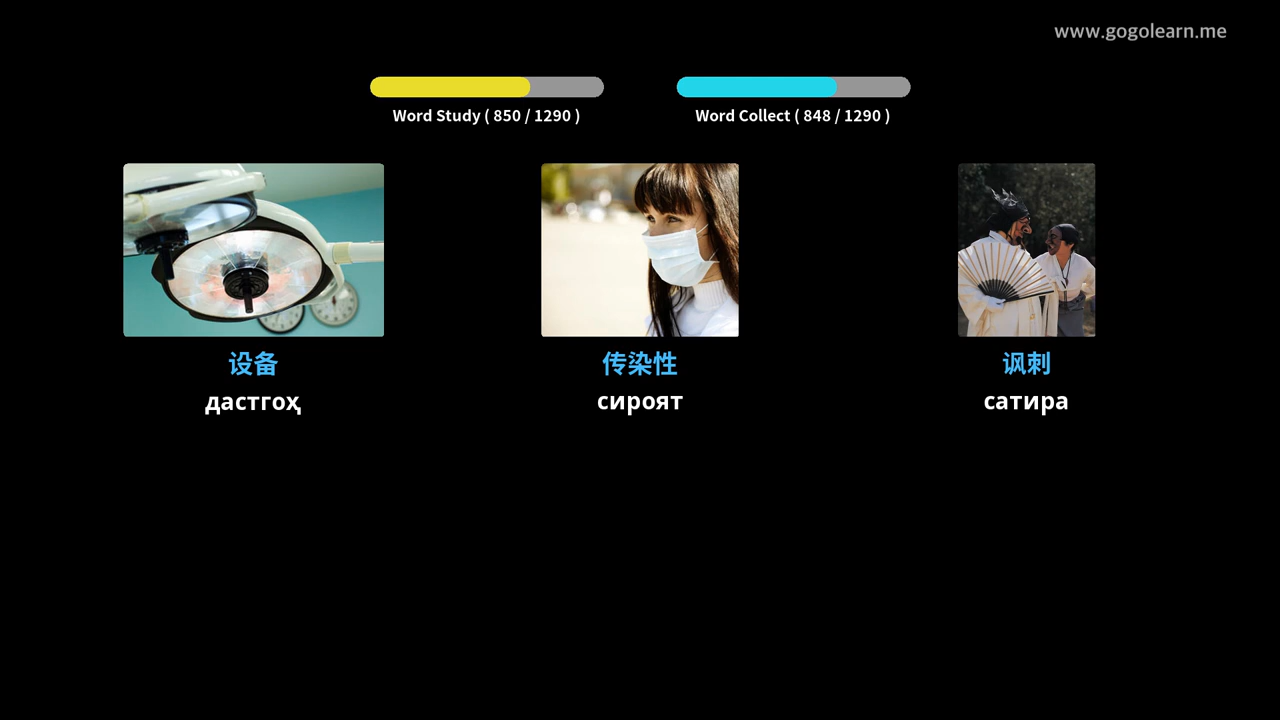 www.gogolearn.me
Word Study ( 850 / 1290 )
Word Collect ( 848 / 1290 )
设备
дастгоҳ
传染性
сироят
讽刺
сатира